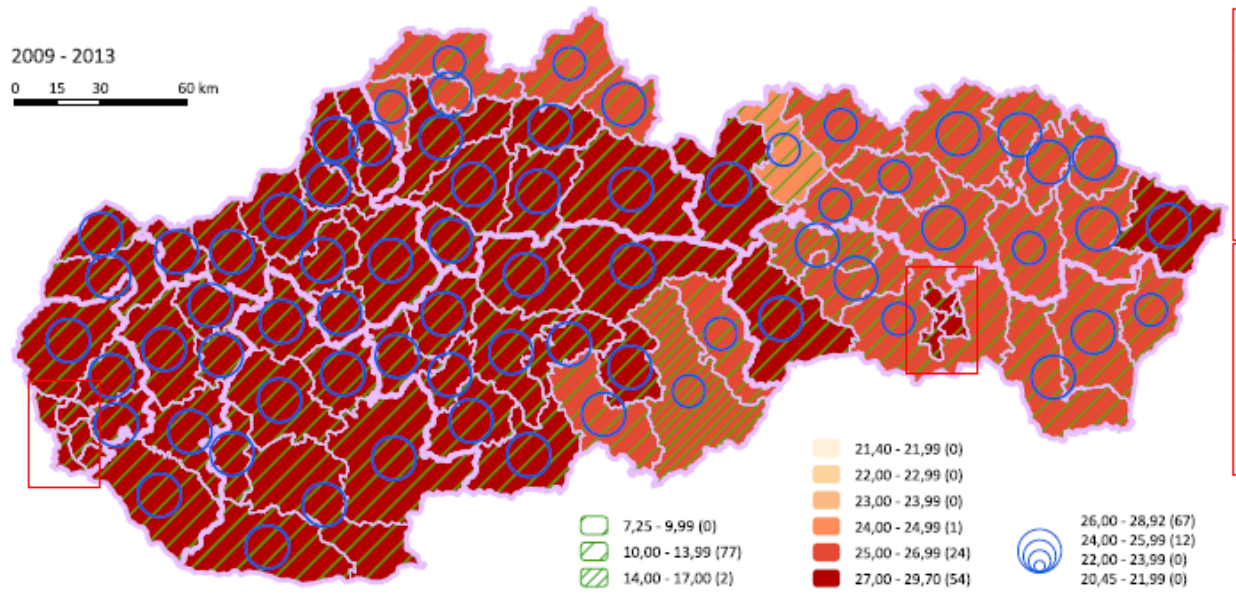 2009 - 2013
0 15 30 60 km
7,25 - 9,99 (0)
10,00 - 13,99 (77)
14,00 - 17,00 (2)
21,40 - 21,99 (0)
22,00 - 22,99 (0)
23,00 - 23,99 (0)
24,00 - 24,99 (1)
25,00 - 26,99 (24)
27,00 - 29,70 (54)
26,00 - 28,92 (67)
24,00 - 25,99 (12)
22,00 - 23,99 (0)
20,45 - 21,99 (0)